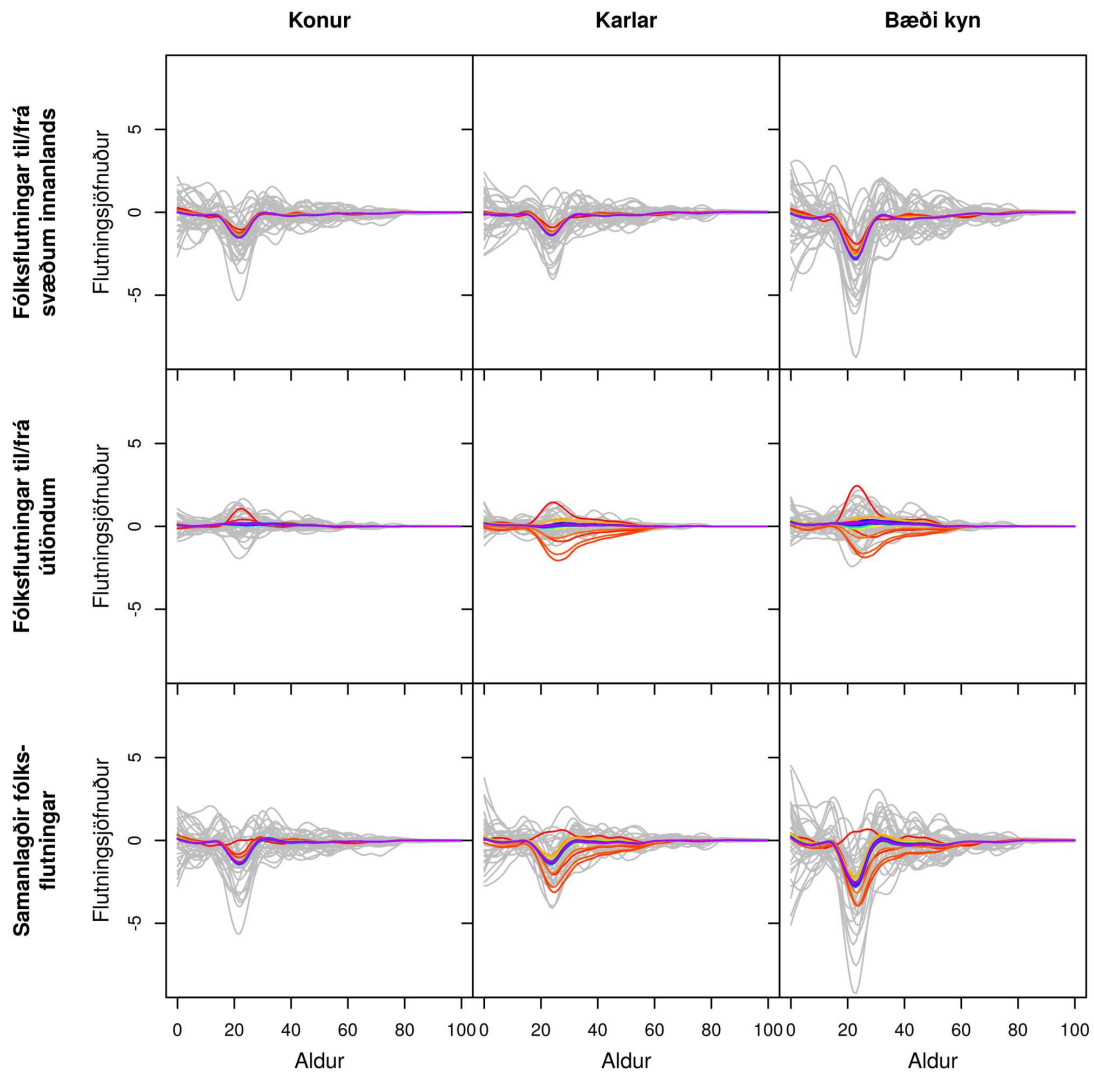 Konur
Karlar
Bæði kyn
Fólksflutningar til/frá
svæðum innanlands
Flutningsjöfnuður
5
0
-5
Fólksflutningar til/frá
útlöndum
Flutningsjöfnuður
5
0
-5
Samanlagðir fólks-
flutningar
Flutningsjöfnuður
5
0
-5
0 20 40 60 80 100
0 20 40 60 80 100
0 20 40 60 80 100
Aldur
Aldur
Aldur